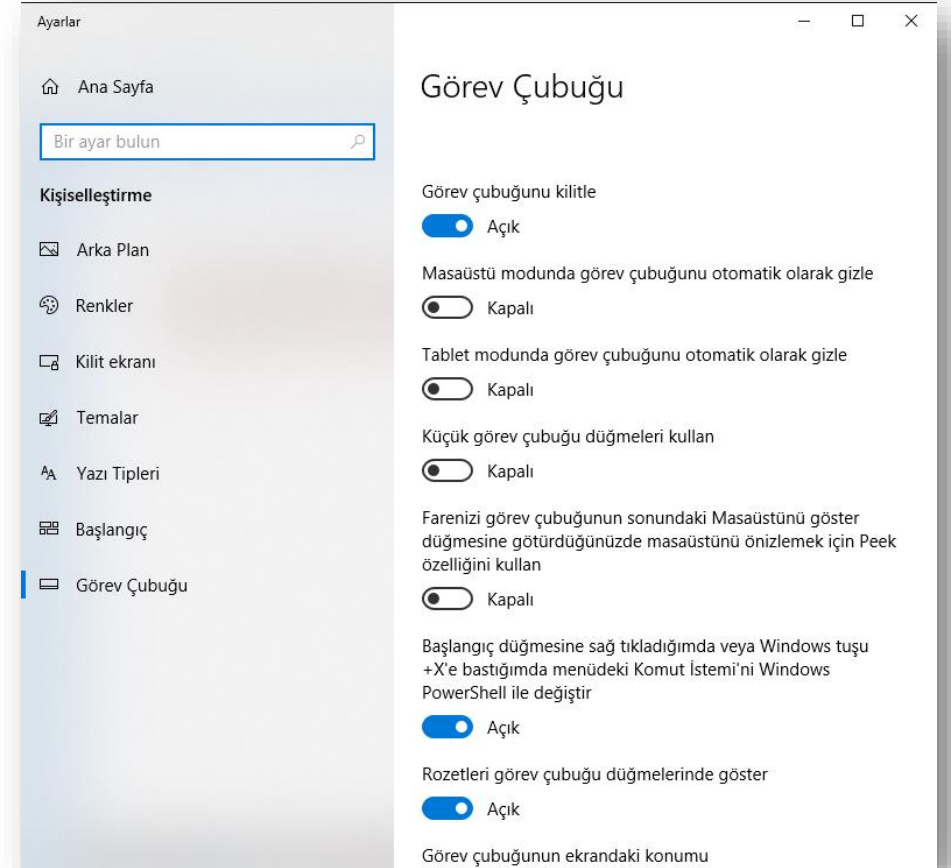 Ayarlar
Ana Sayfa
Bir ayar bulun
Kişiselleştirme
Arka Plan
Renkler
Kilit ekranı
Temalar
Yazı Tipleri
Başlangıç
Görev Çubuğu
Görev Çubuğu
Görev çubuğunu kilitle
Açık
Masaüstü modunda görev çubuğunu otomatik olarak gizle
Kapalı
Tablet modunda görev çubuğunu otomatik olarak gizle
Kapalı
Küçük görev çubuğu düğmeleri kullan
Kapalı
Farenizi görev çubuğunun sonundaki Masaüstünü göster
düğmesine götürdüğünüzde masaüstünü önizlemek için Peek
özelliğini kullan
Kapalı
Başlangıç düğmesine sağ tıkladığımda veya Windows tuşu
+X'e bastığımda menüdeki Komut İstemi'ni Windows
PowerShell ile değiştir
Açık
Rozetleri görev çubuğu düğmelerinde göster
Açık
Görev çubuğunun ekrandaki konumu